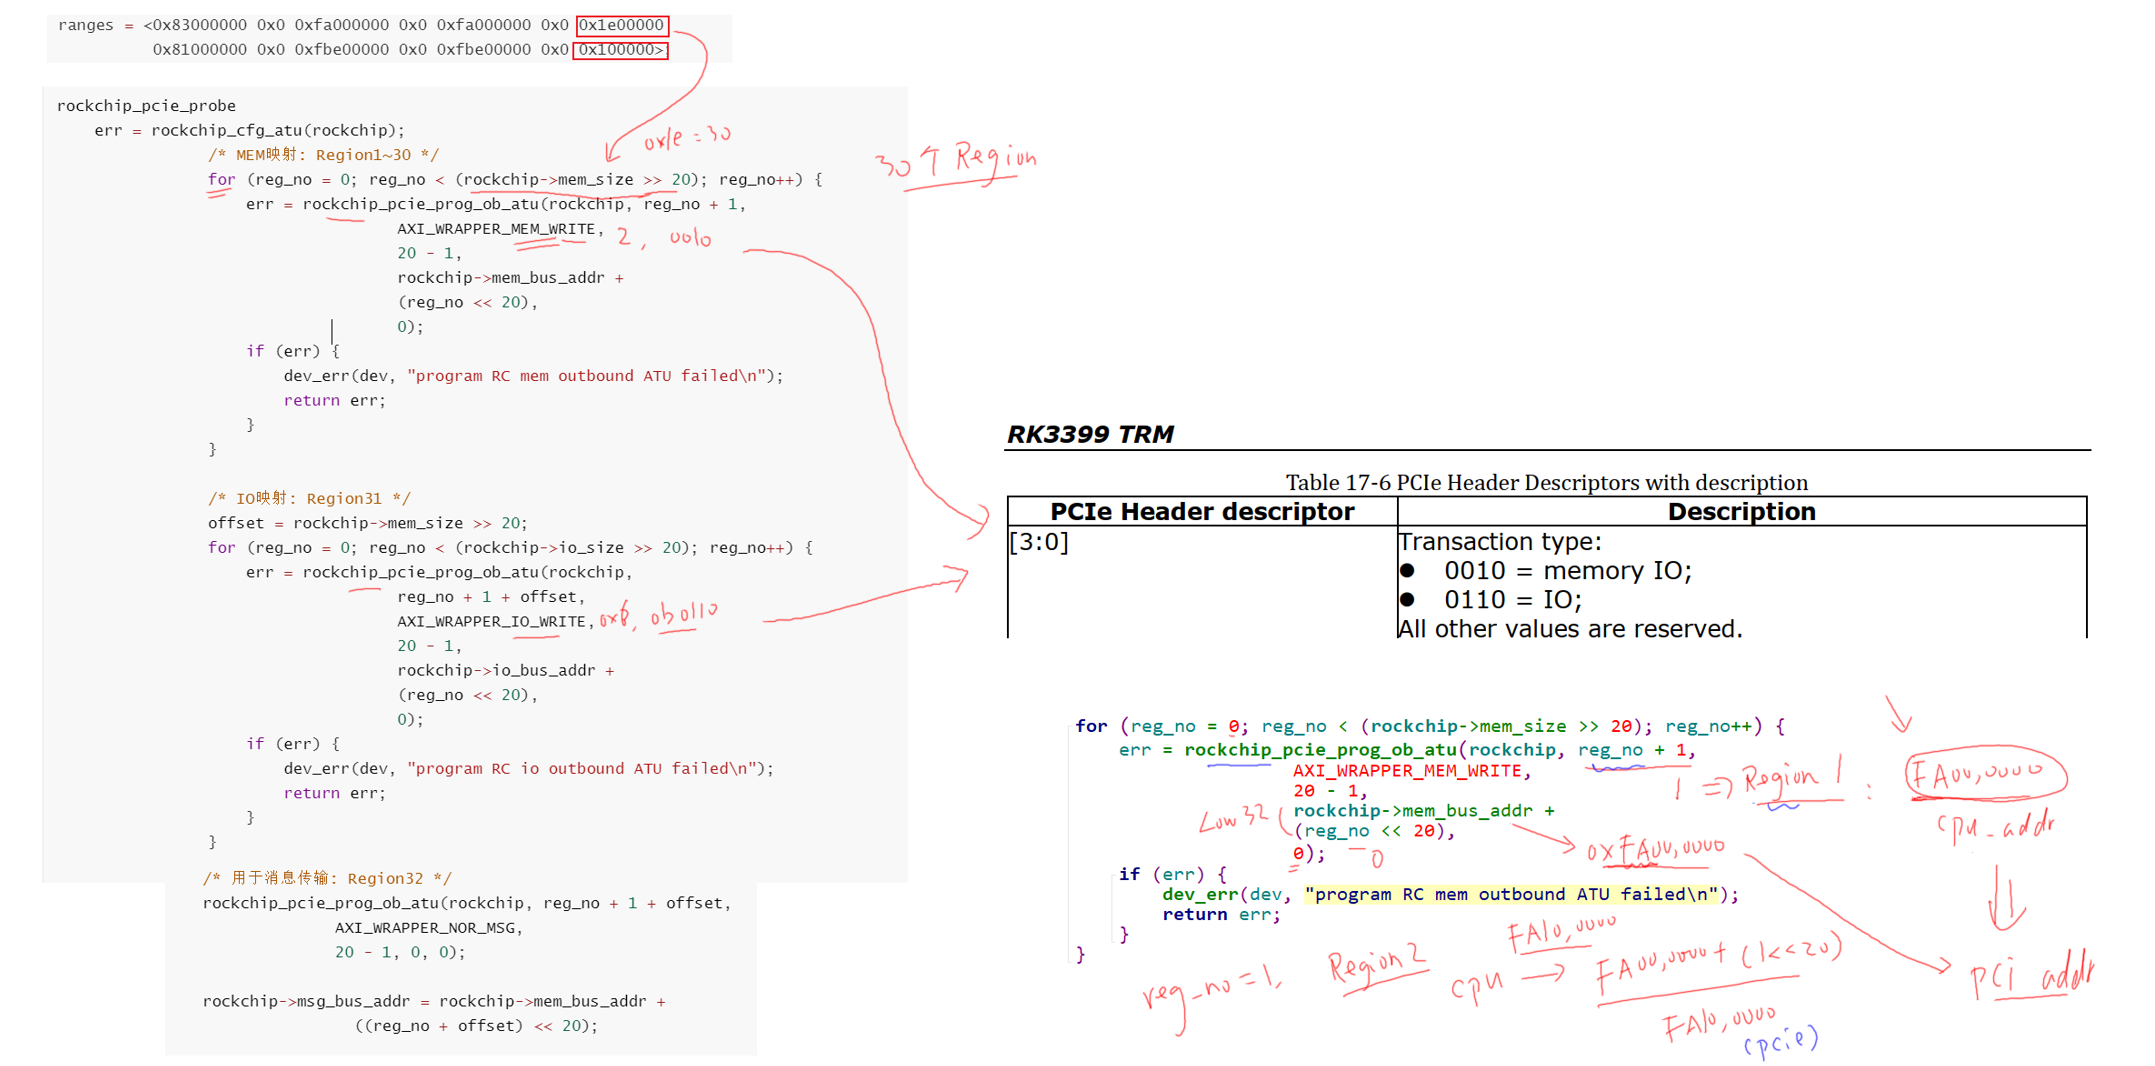 ranges = <0x83000000 0x0 0xfa000000 0x0 0xfa000000 0x0 0x1e00000
0x81000000 0x0 0xfbe00000 0x0 0xfbe00000 0x0 0x100000>
rockchip_pcie_probe
err = rockchip_cfg_atu(rockchip);
0x1e = 30
/* MEM映射: Region1~30 */
30个 Region
for (reg_no = 0; reg_no < (rockchip->mem_size >> 20); reg_no++) {
err = rockchip_pcie_prog_ob_atu(rockchip, reg_no + 1,
AXI_WRAPPER_MEM_WRITE, 2, 0010
20 - 1,
rockchip->mem_bus_addr +
(reg_no << 20),
0);
if (err) {
dev_err(dev, "program RC mem outbound ATU failed\n");
return err;
}
}
/* IO映射: Region31 */
offset = rockchip->mem_size >> 20;
for (reg_no = 0; reg_no < (rockchip->io_size >> 20); reg_no++) {
err = rockchip_pcie_prog_ob_atu(rockchip,
reg_no + 1 + offset,
AXI_WRAPPER_IO_WRITE, 0x6, 0b0110
20 - 1,
rockchip->io_bus_addr +
(reg_no << 20),
0);
if (err) {
dev_err(dev, "program RC io outbound ATU failed\n");
return err;
}
}
/* 用于消息传输: Region32 */
rockchip_pcie_prog_ob_atu(rockchip, reg_no + 1 + offset,
AXI_WRAPPER_NOR_MSG,
20 - 1, 0, 0);
rockchip->msg_bus_addr = rockchip->mem_bus_addr +
((reg_no + offset) << 20);
RK3399 TRM
Table 17-6 PCIe Header Descriptors with description
PCIe Header descriptor Description
[3:0] Transaction type:
● 0010 = memory IO;
● 0110 = IO;
All other values are reserved.
for (reg_no = 0; reg_no < (rockchip->mem_size >> 20); reg_no++) {
err = rockchip_pcie_prog_ob_atu(rockchip, reg_no + 1,
AXI_WRAPPER_MEM_WRITE,
20 - 1,
1 => Region 1 : FA00,0000
cpu_addr
Low 32
rockchip->mem_bus_addr +
(reg_no << 20),
0);
0
0xFA00,0000
if (err) {
dev_err(dev, "program RC mem outbound ATU failed\n");
return err;
}
}
pci addr
reg_no = 1, Region 2
FA10,0000
cpu → FA00,0000 + (1<<20)
FA10,0000
(pcie)